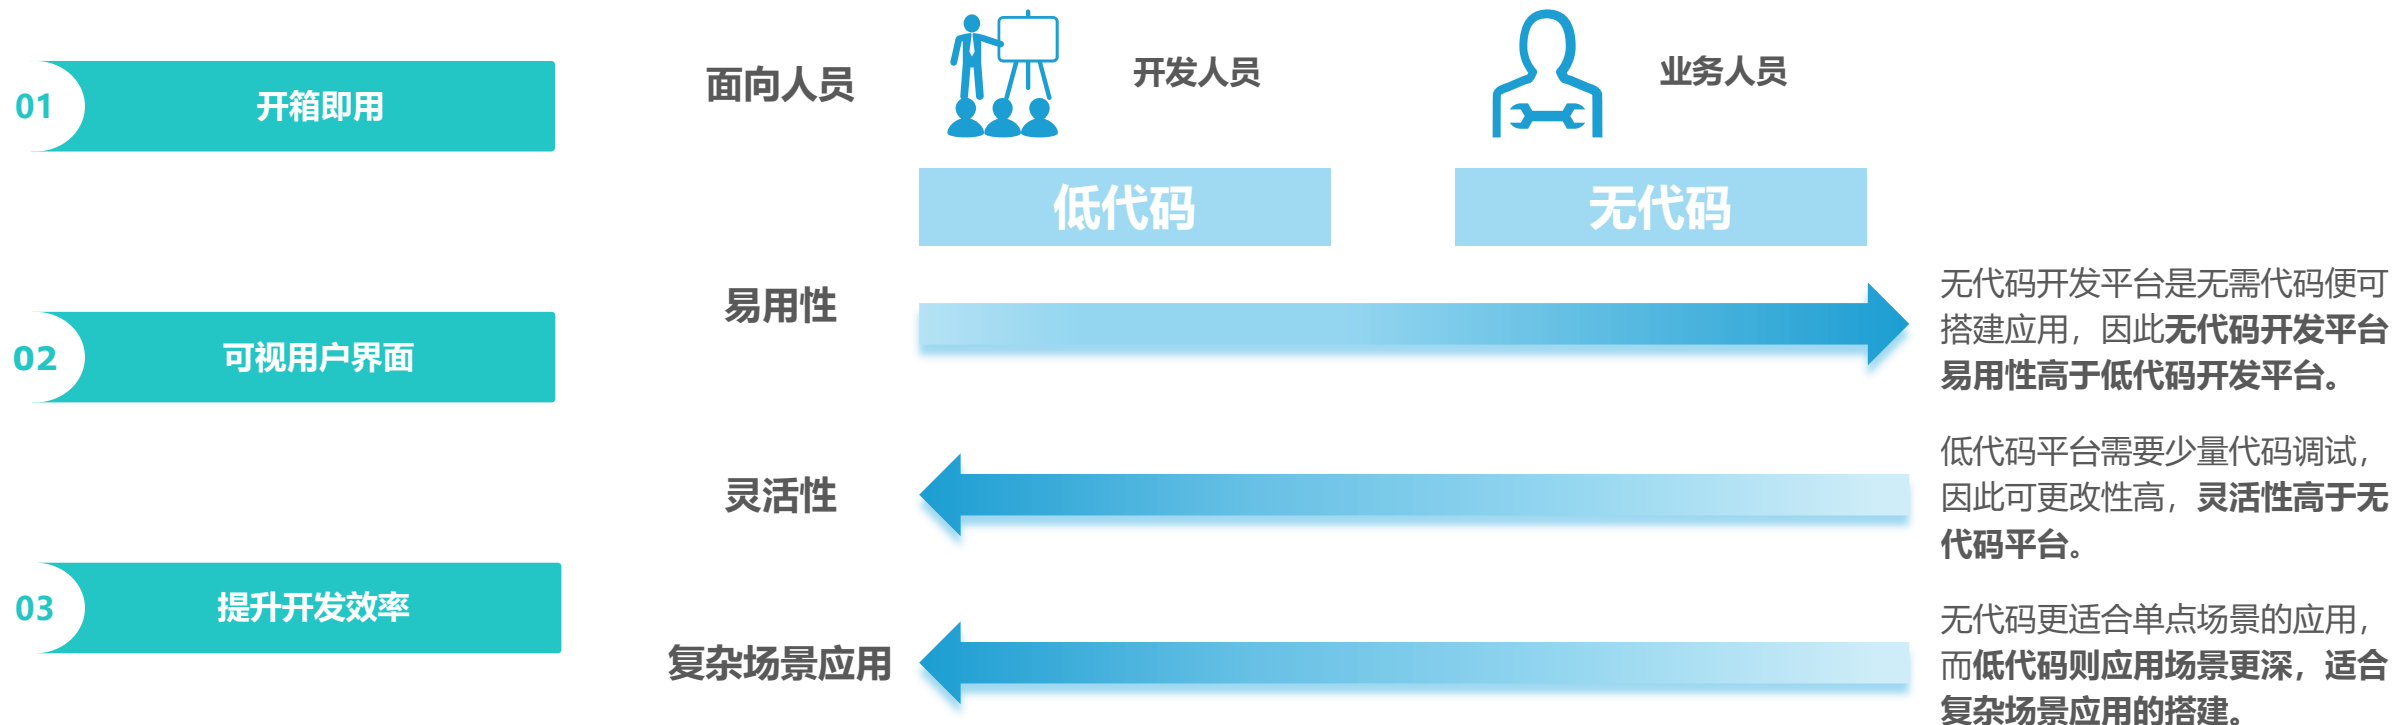 01
开箱即用
02
可视用户界面
03
提升开发效率
面向人员
开发人员
业务人员
低代码
无代码
易用性
无代码开发平台是无需代码便可
搭建应用，因此无代码开发平台
易用性高于低代码开发平台。
灵活性
低代码平台需要少量代码调试，
因此可更改性高，灵活性高于无
代码平台。
复杂场景应用
无代码更适合单点场景的应用，
而低代码则应用场景更深，适合
复杂场景应用的搭建。